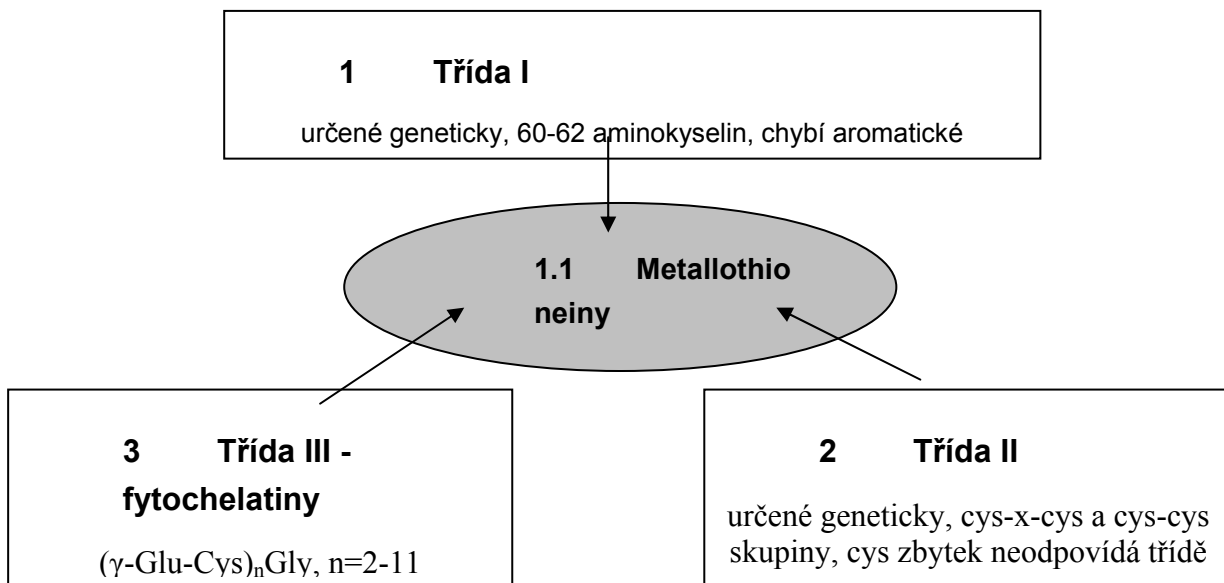 1 Třída I
určené geneticky, 60-62 aminokyselin, chybí aromatické
1.1 Metallothio
neiny
3 Třída III -
fytochelatiny
(γ-Glu-Cys)nGly, n=2-11
2 Třída II
určené geneticky, cys-x-cys a cys-cys
skupiny, cys zbytek neodpovídá třídě